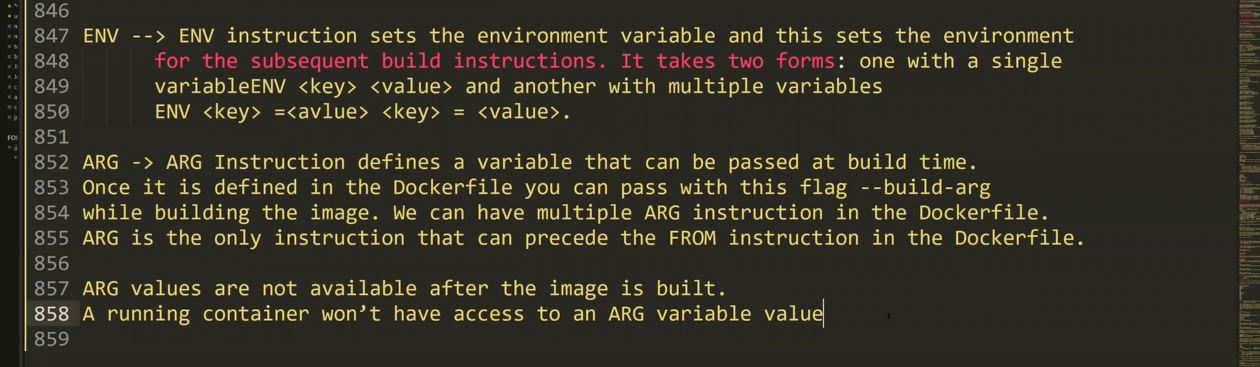 846
847 ENV --> ENV instruction sets the environment variable and this sets the environment
848 for the subsequent build instructions. It takes two forms: one with a single
849 variableENV <key> <value> and another with multiple variables
850 ENV <key> =<avlue> <key> = <value>.
851
852 ARG -> ARG Instruction defines a variable that can be passed at build time.
853 Once it is defined in the Dockerfile you can pass with this flag --build-arg
854 while building the image. We can have multiple ARG instruction in the Dockerfile.
855 ARG is the only instruction that can precede the FROM instruction in the Dockerfile.
856
857 ARG values are not available after the image is built.
858 A running container won’t have access to an ARG variable value
859